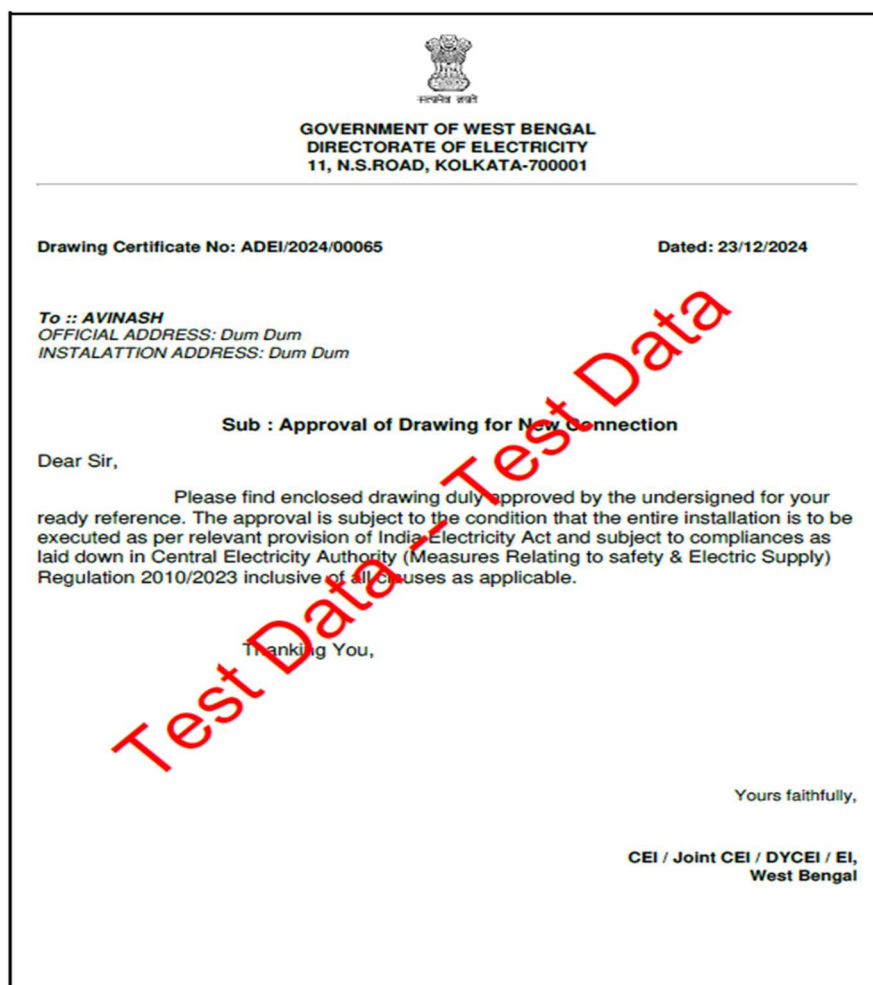 सत्यमेव जयते
GOVERNMENT OF WEST BENGAL
DIRECTORATE OF ELECTRICITY
11, N.S.ROAD, KOLKATA-700001
Drawing Certificate No: ADEI/2024/00065 Dated: 23/12/2024
To :: AVINASH
OFFICIAL ADDRESS: Dum Dum
INSTALATTION ADDRESS: Dum Dum
Sub : Approval of Drawing for New Connection
Dear Sir,
Please find enclosed drawing duly approved by the undersigned for your
ready reference. The approval is subject to the condition that the entire installation is to be
executed as per relevant provision of India Electricity Act and subject to compliances as
laid down in Central Electricity Authority (Measures Relating to safety & Electric Supply)
Regulation 2010/2023 inclusive of all clauses as applicable.
Thanking You,
Test Data -- Test Data
Yours faithfully,
CEI / Joint CEI / DYCEI / EI,
West Bengal